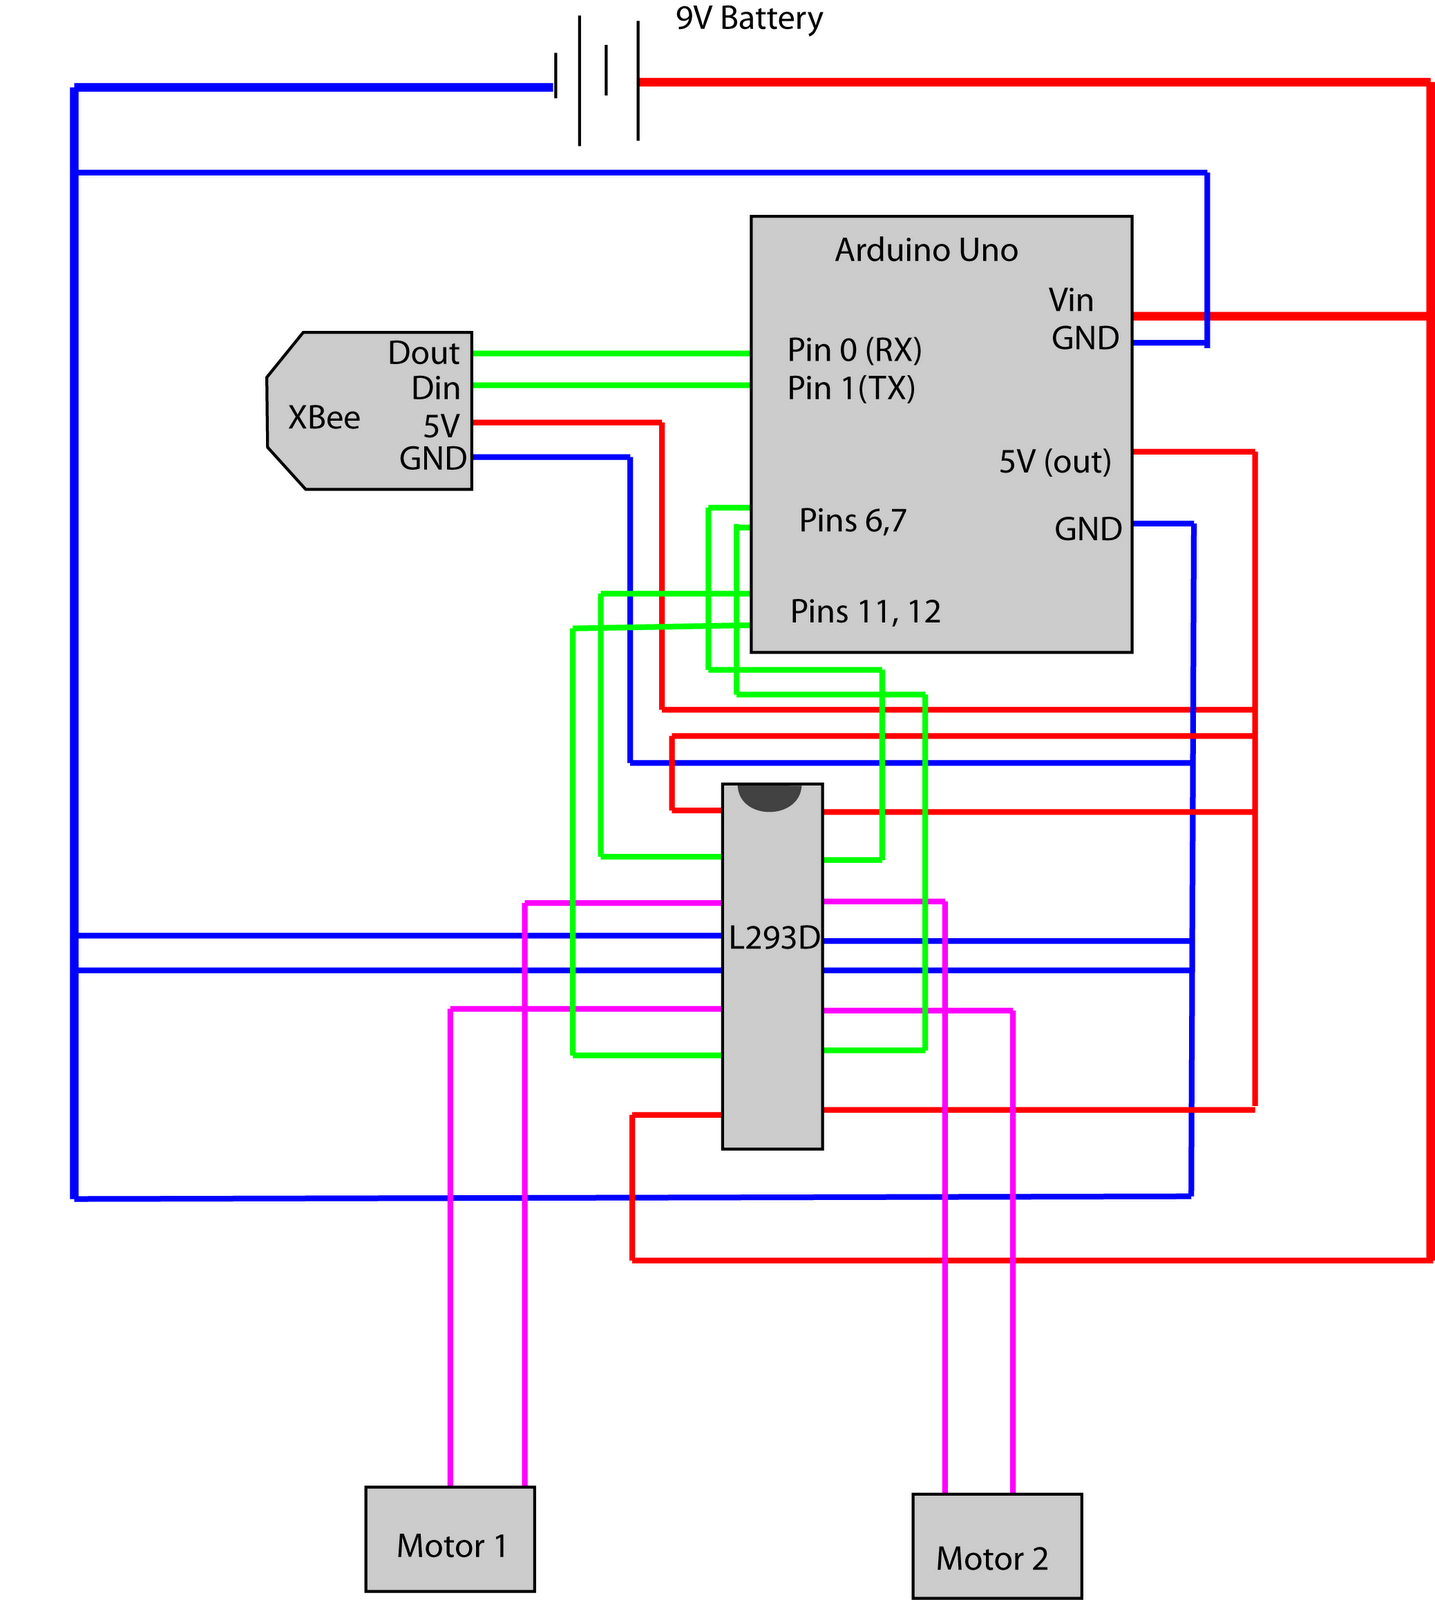 9V Battery
Arduino Uno
Vin
GND
Dout
Din
XBee
5V
GND
Pin 0 (RX)
Pin 1(TX)
5V (out)
Pins 6,7
GND
Pins 11, 12
L293D
Motor 1
Motor 2